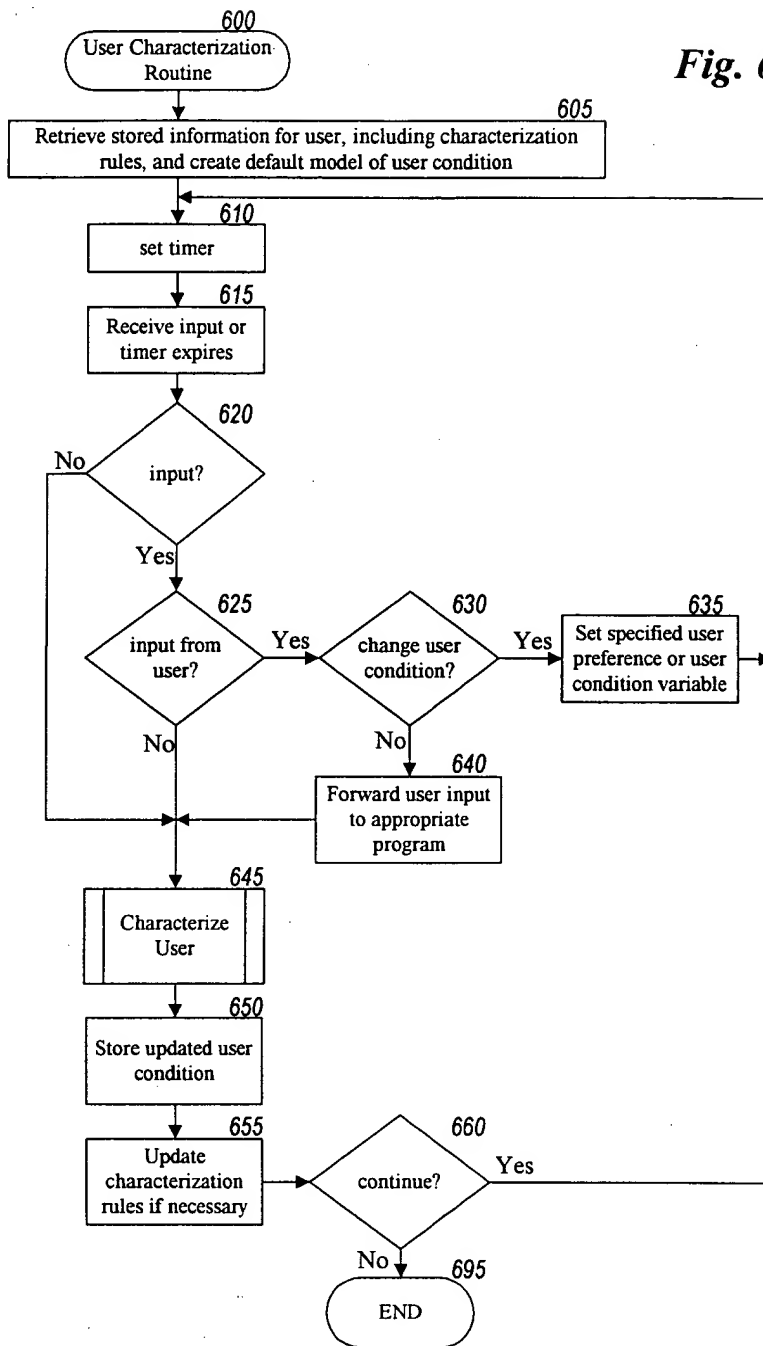 600
User Characterization
Routine
Fig. 6
605
Retrieve stored information for user, including characterization
rules, and create default model of user condition
610
set timer
615
Receive input or
timer expires
620
No
input?
Yes
625
input from
user?
Yes
630
change user
condition?
Yes
635
Set specified user
preference or user
condition variable
No
No
640
Forward user input
to appropriate
program
645
Characterize
User
650
Store updated user
condition
655
Update
characterization
rules if necessary
660
continue?
Yes
No
695
END